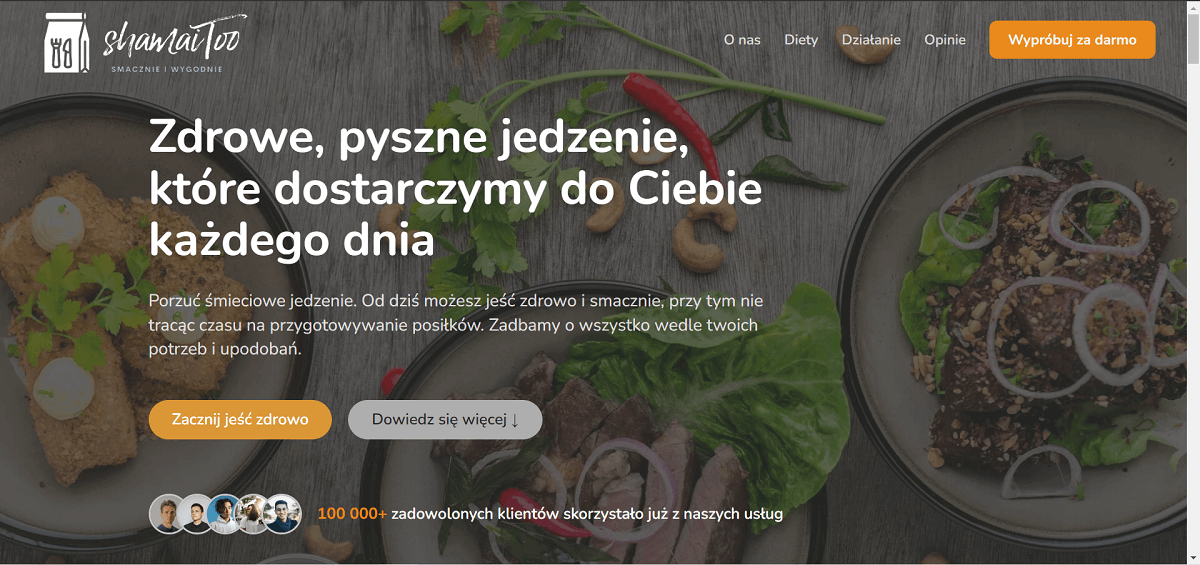 shamaiToo
SMACZNIE I WYGODNIE
O nas
Diety
Działanie
Opinie
Wypróbuj za darmo
Zdrowe, pyszne jedzenie,
które dostarczymy do Ciebie
każdego dnia
Porzuć śmieciowe jedzenie. Od dziś możesz jeść zdrowo i smacznie, przy tym nie
tracąc czasu na przygotowywanie posiłków. Zadbamy o wszystko wedle twoich
potrzeb i upodobań.
Zacznij jeść zdrowo
Dowiedz się więcej ↓
100 000+ zadowolonych klientów skorzystało już z naszych usług